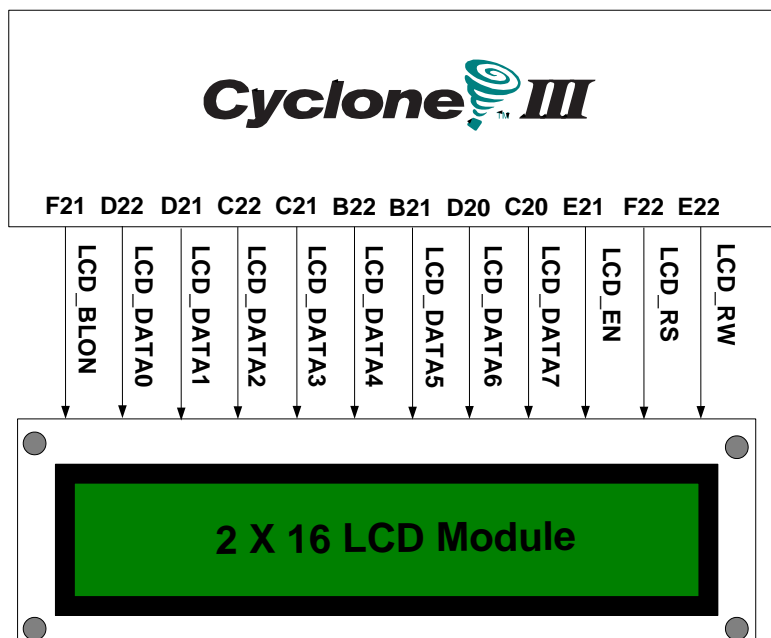 Cyclone III
TM
F21 D22 D21 C22 C21 B22 B21 D20 C20 E21 F22 E22
LCD_BLON
LCD_DATA0
LCD_DATA1
LCD_DATA2
LCD_DATA3
LCD_DATA4
LCD_DATA5
LCD_DATA6
LCD_DATA7
LCD_EN
LCD_RS
LCD_RW
2 X 16 LCD Module